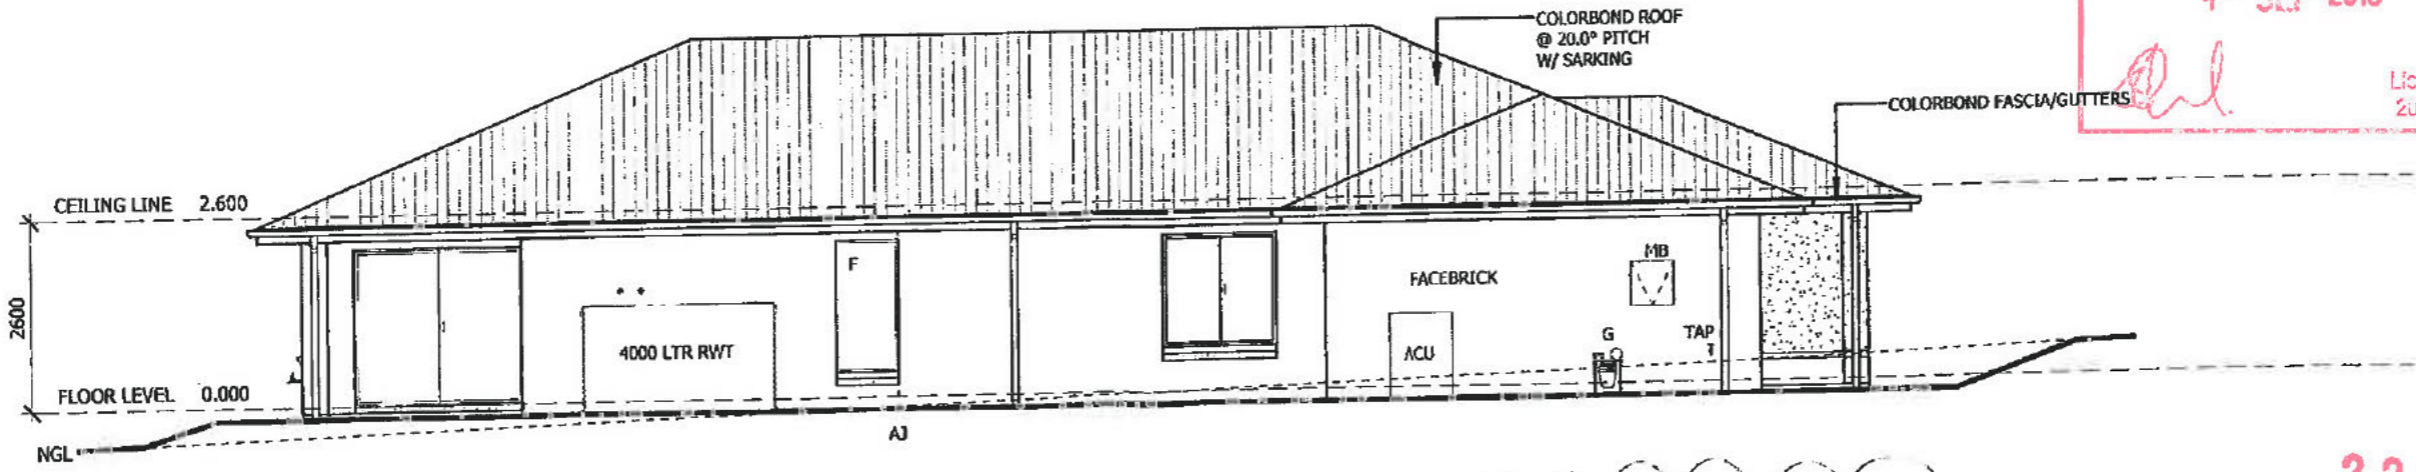 COLORBOND ROOF
@ 20.0° PITCH
W/ SARKING
COLORBOND FASCIA/GUTTERS
CEILING LINE 2.600
2600
F
MB
FACEBRICK
4000 LTR RWT
ACU
G
TAP
FLOOR LEVEL 0.000
AJ
NGL